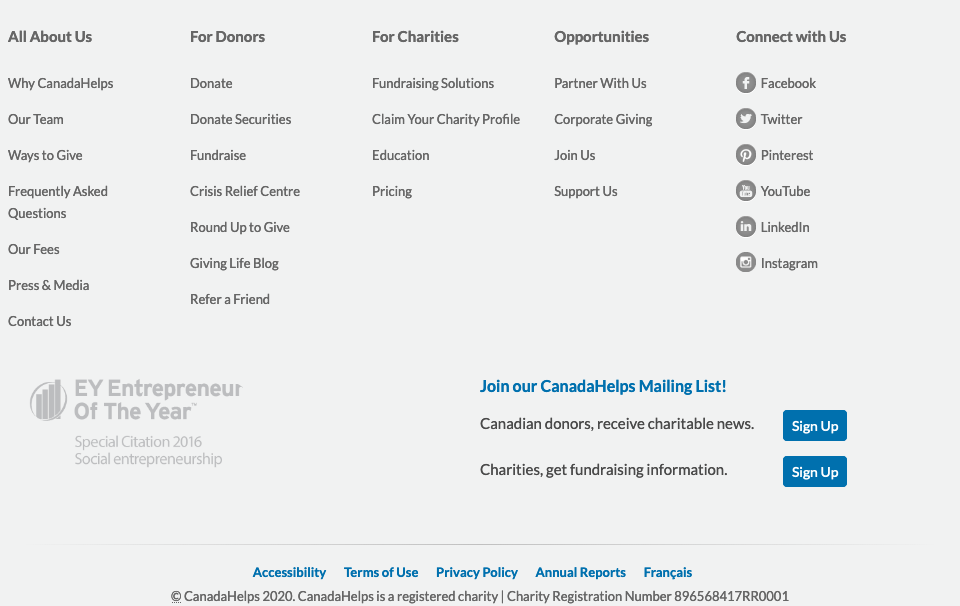 All About Us
Why CanadaHelps
Our Team
Ways to Give
Frequently Asked
Questions
Our Fees
Press & Media
Contact Us
For Donors
Donate
Donate Securities
Fundraise
Crisis Relief Centre
Round Up to Give
Giving Life Blog
Refer a Friend
For Charities
Fundraising Solutions
Claim Your Charity Profile
Education
Pricing
Opportunities
Partner With Us
Corporate Giving
Join Us
Support Us
Connect with Us
Facebook
Twitter
Pinterest
YouTube
LinkedIn
Instagram
EY Entrepreneur
Of The Year™
Special Citation 2016
Social entrepreneurship
Join our CanadaHelps Mailing List!
Canadian donors, receive charitable news. Sign Up
Charities, get fundraising information. Sign Up
Accessibility Terms of Use Privacy Policy Annual Reports Français
© CanadaHelps 2020. CanadaHelps is a registered charity | Charity Registration Number 896568417RR0001